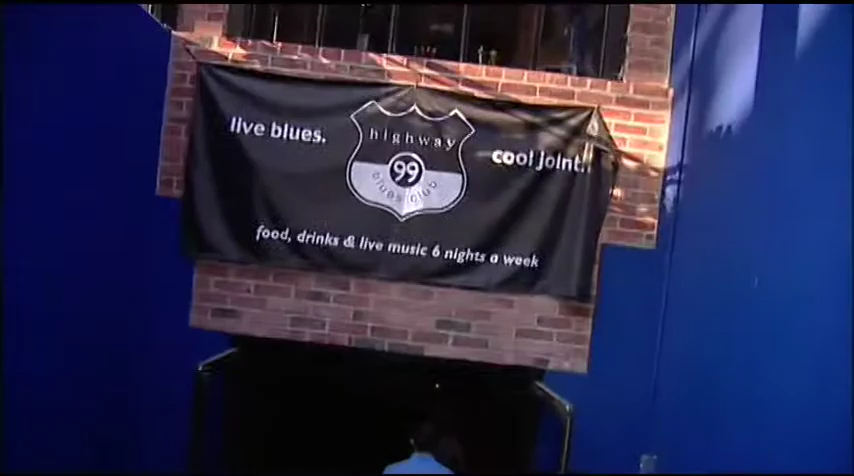 live blues.
highway
99
blues club
cool joint.
food, drinks & live music 6 nights a week